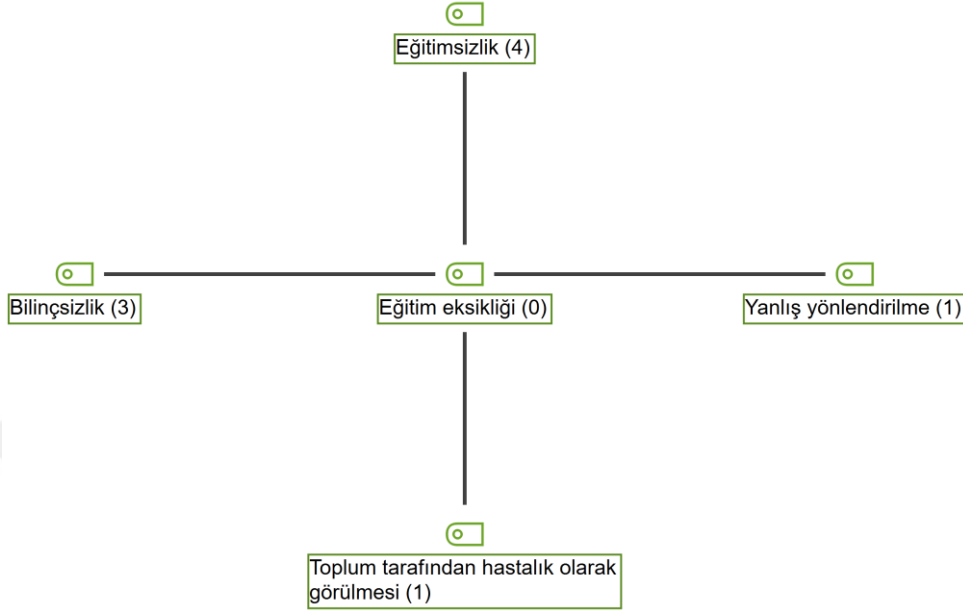 Eğitimsizlik (4)
Bilinçsizlik (3)
Eğitim eksikliği (0)
Yanlış yönlendirilme (1)
Toplum tarafından hastalık olarak
görülmesi (1)